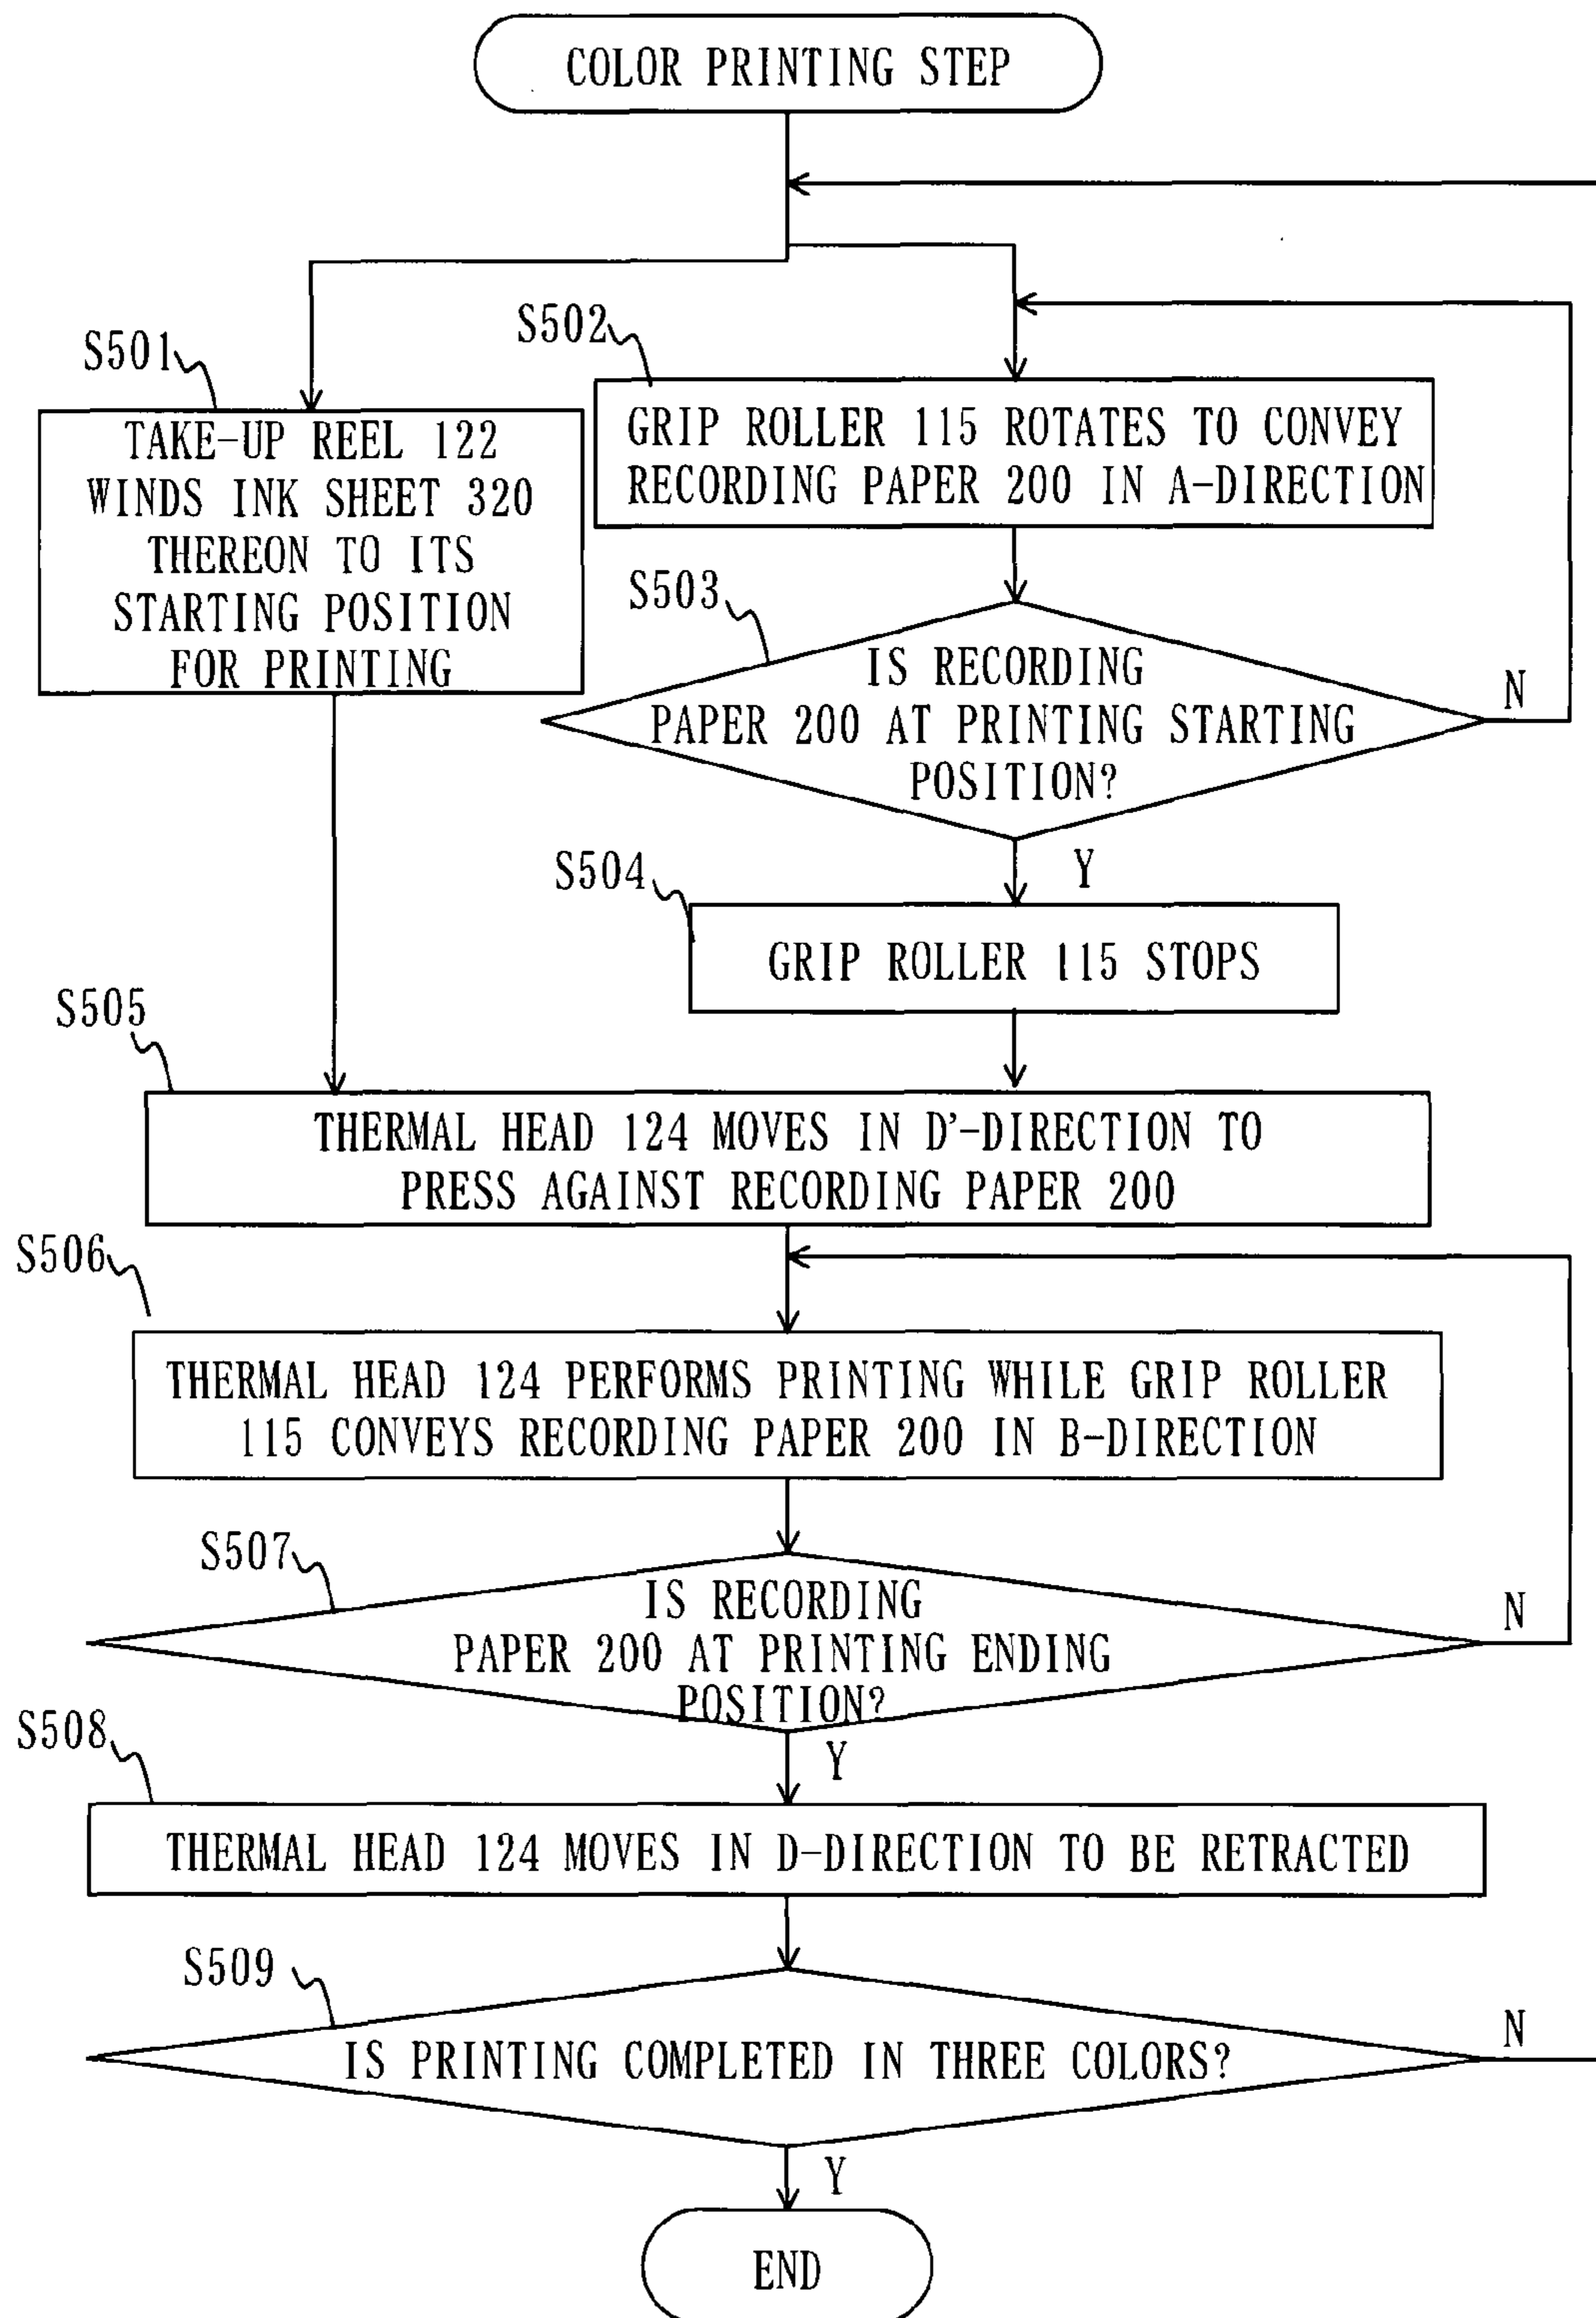 COLOR PRINTING STEP
S501
TAKE-UP REEL 122
WINDS INK SHEET 320
THEREON TO ITS
STARTING POSITION
FOR PRINTING
S502
GRIP ROLLER 115 ROTATES TO CONVEY
RECORDING PAPER 200 IN A-DIRECTION
S503
IS RECORDING
PAPER 200 AT PRINTING STARTING
POSITION?
N
Y
S504
GRIP ROLLER 115 STOPS
S505
THERMAL HEAD 124 MOVES IN D'-DIRECTION TO
PRESS AGAINST RECORDING PAPER 200
S506
THERMAL HEAD 124 PERFORMS PRINTING WHILE GRIP ROLLER
115 CONVEYS RECORDING PAPER 200 IN B-DIRECTION
S507
IS RECORDING
PAPER 200 AT PRINTING ENDING
POSITION?
N
Y
S508
THERMAL HEAD 124 MOVES IN D-DIRECTION TO BE RETRACTED
S509
IS PRINTING COMPLETED IN THREE COLORS?
N
Y
END